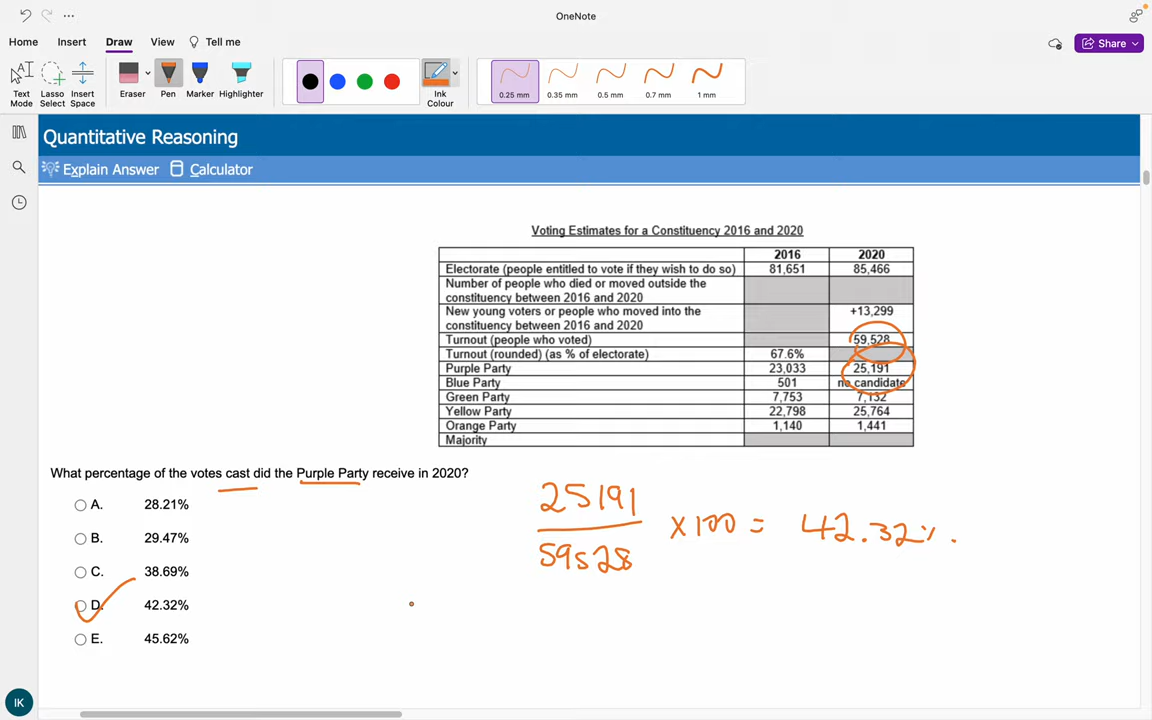 OneNote
Home Insert Draw View Tell me
Share
Text Mode
Lasso Select
Insert Space
Eraser
Pen
Marker
Highlighter
Ink Colour
0.25 mm 0.35 mm 0.5 mm 0.7 mm 1 mm
Quantitative Reasoning
Explain Answer Calculator
Voting Estimates for a Constituency 2016 and 2020
2016 2020
Electorate (people entitled to vote if they wish to do so) 81,651 85,466
Number of people who died or moved outside the
constituency between 2016 and 2020
New young voters or people who moved into the +13,299
constituency between 2016 and 2020
Turnout (people who voted) 59,528
Turnout (rounded) (as % of electorate) 67.6%
Purple Party 23,033 25,191
Blue Party 501 no candidate
Green Party 7,753 7,132
Yellow Party 22,798 25,764
Orange Party 1,140 1,441
Majority
What percentage of the votes cast did the Purple Party receive in 2020?
A. 28.21%
B. 29.47%
C. 38.69%
D. 42.32%
E. 45.62%
25191
59528
x100 = 42.32%.
IK